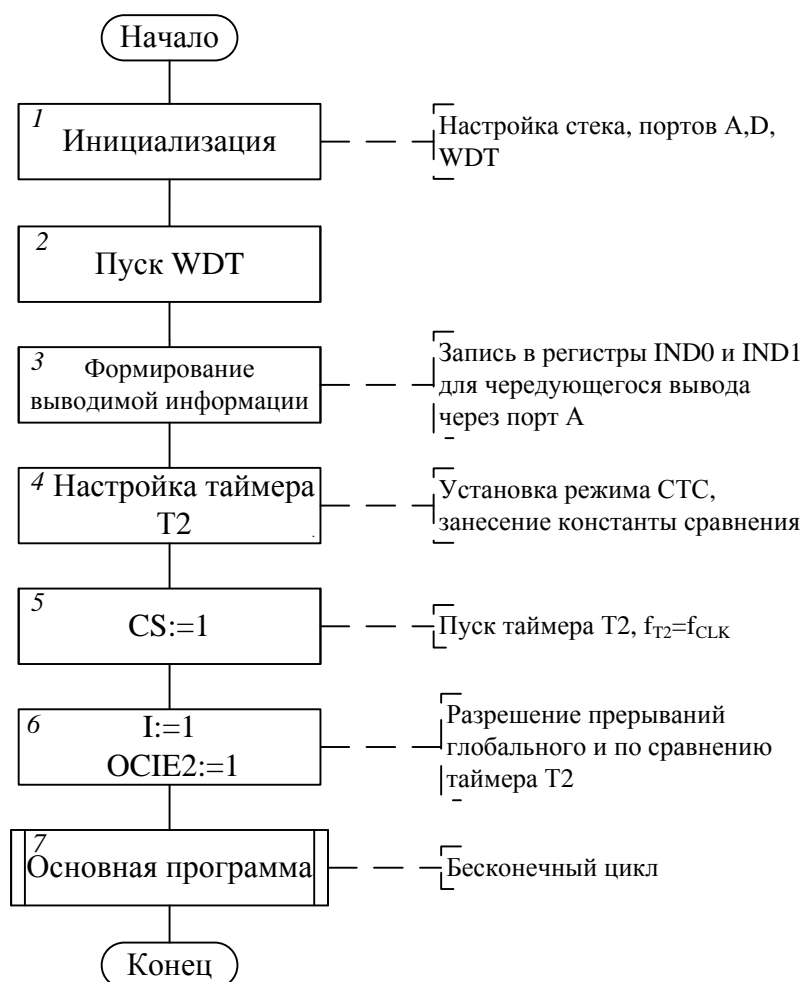 Начало
1
Инициализация
Настройка стека, портов A,D,
WDT
2
Пуск WDT
3
Формирование
выводимой информации
Запись в регистры IND0 и IND1
для чередующегося вывода
через порт A
4 Настройка таймера
T2
Установка режима CTC,
занесение константы сравнения
5
CS:=1
Пуск таймера T2, fT2=fCLK
6
I:=1
OCIE2:=1
Разрешение прерываний
глобального и по сравнению
таймера T2
7
Основная программа
Бесконечный цикл
Конец